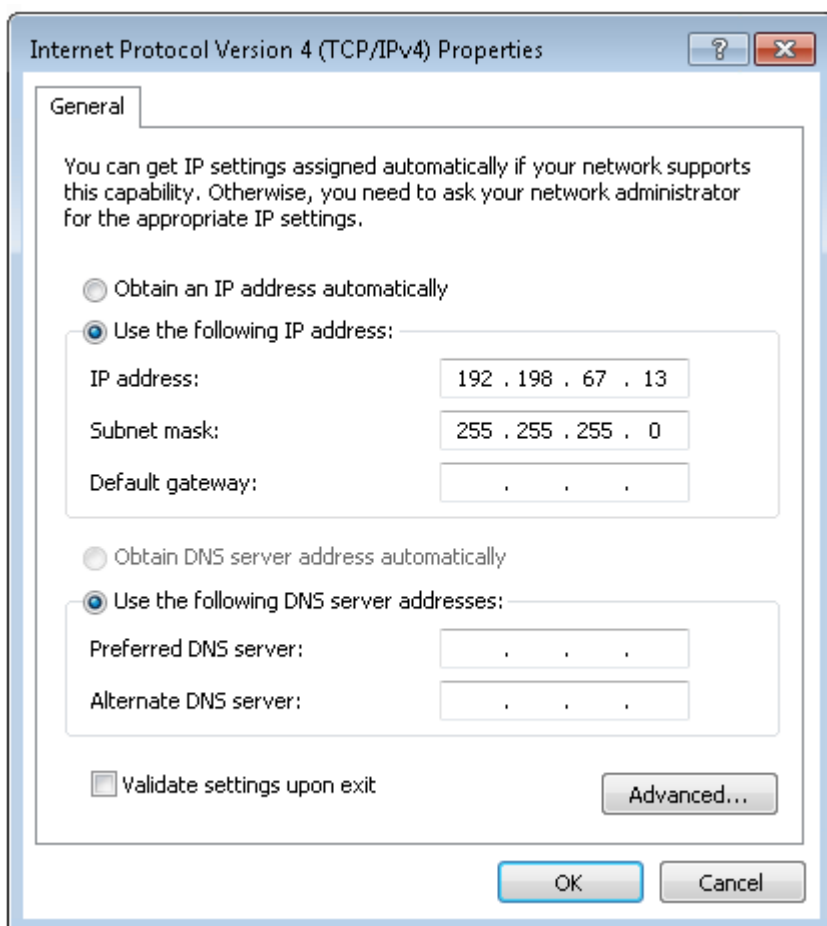 Internet Protocol Version 4 (TCP/IPv4) Properties
?
General
You can get IP settings assigned automatically if your network supports
this capability. Otherwise, you need to ask your network administrator
for the appropriate IP settings.
Obtain an IP address automatically
Use the following IP address:
IP address: 192 . 198 . 67 . 13
Subnet mask: 255 . 255 . 255 . 0
Default gateway: . . .
Obtain DNS server address automatically
Use the following DNS server addresses:
Preferred DNS server: . . .
Alternate DNS server: . . .
Validate settings upon exit
Advanced...
OK Cancel